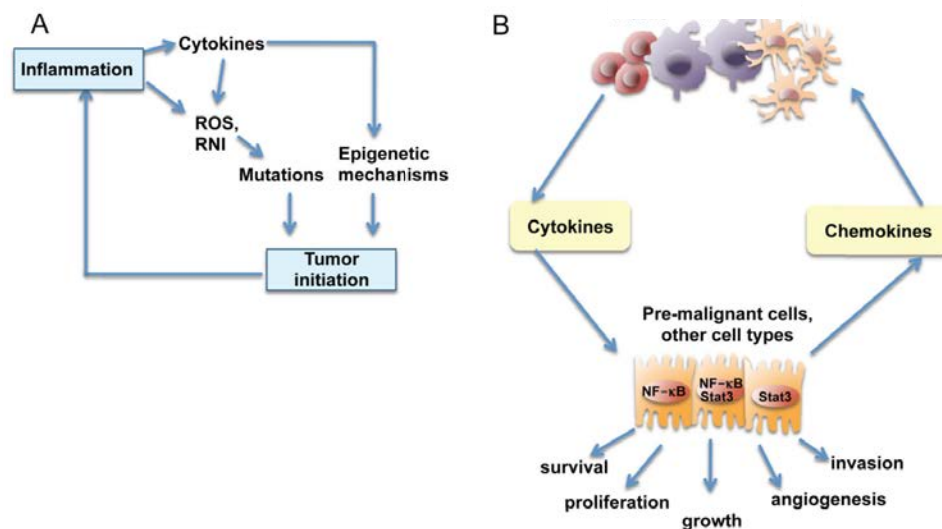 A
Inflammation
Cytokines
ROS,
RNI
Mutations
Epigenetic
mechanisms
Tumor
initiation
B
Cytokines
Chemokines
Pre-malignant cells,
other cell types
NF-κB
NF-κB
Stat3
Stat3
survival
proliferation
growth
angiogenesis
invasion